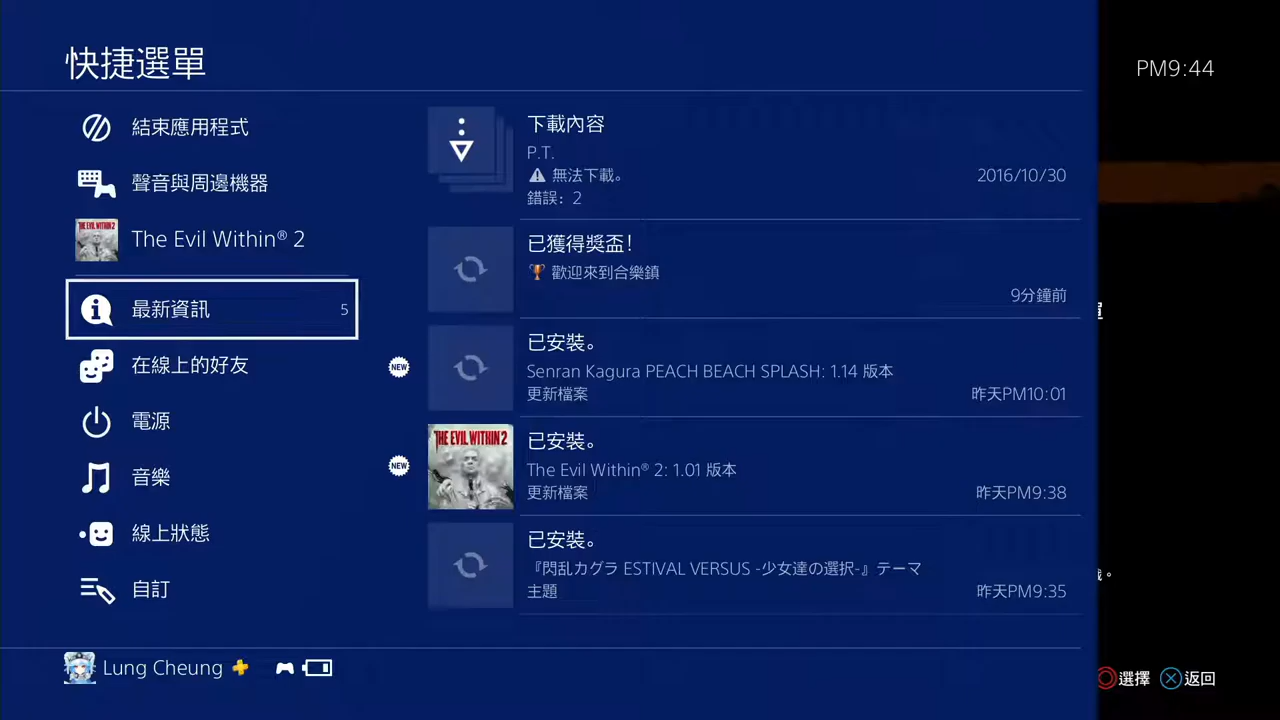 快捷選單
PM9:44
結束應用程式
聲音與周邊機器
The Evil Within® 2
最新資訊 5
在線上的好友
電源
音樂
線上狀態
自訂
下載內容
P.T.
無法下載。 2016/10/30
錯誤：2
已獲得獎盃！
歡迎來到合樂鎮
9分鐘前
已安裝。
NEW
Senran Kagura PEACH BEACH SPLASH: 1.14 版本
更新檔案 昨天PM10:01
THE EVIL WITHIN 2
已安裝。
NEW
The Evil Within® 2: 1.01 版本
更新檔案 昨天PM9:38
已安裝。
『閃乱カグラ ESTIVAL VERSUS -少女達の選択-』テーマ
主題 昨天PM9:35
Lung Cheung
選擇 返回